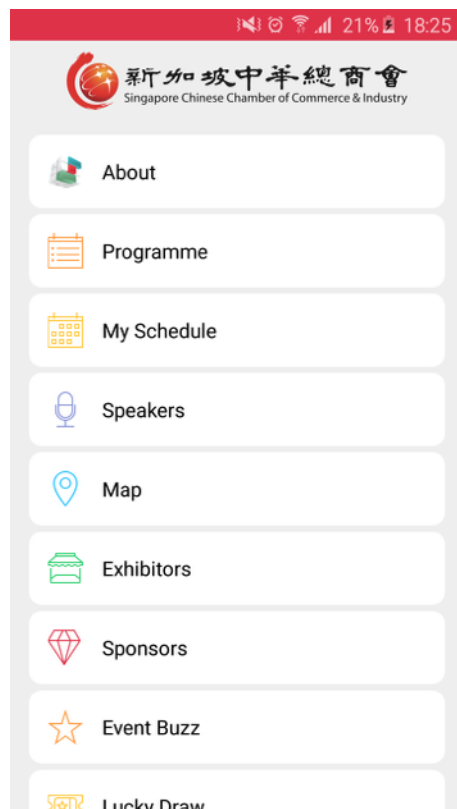 21% 18:25
新加坡中华總商會
Singapore Chinese Chamber of Commerce & Industry
About
Programme
My Schedule
Speakers
Map
Exhibitors
Sponsors
Event Buzz
Lucky Draw